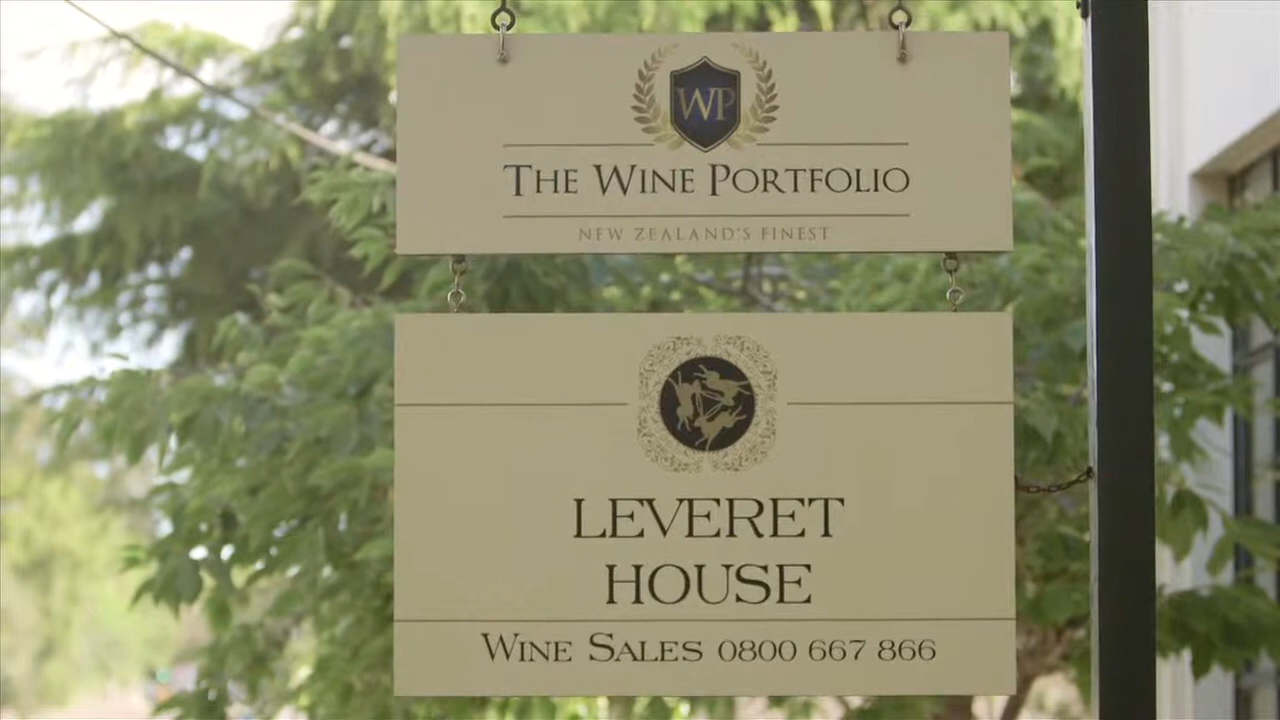 WP
THE WINE PORTFOLIO
NEW ZEALAND'S FINEST
LEVERET
HOUSE
WINE SALES 0800 667 866